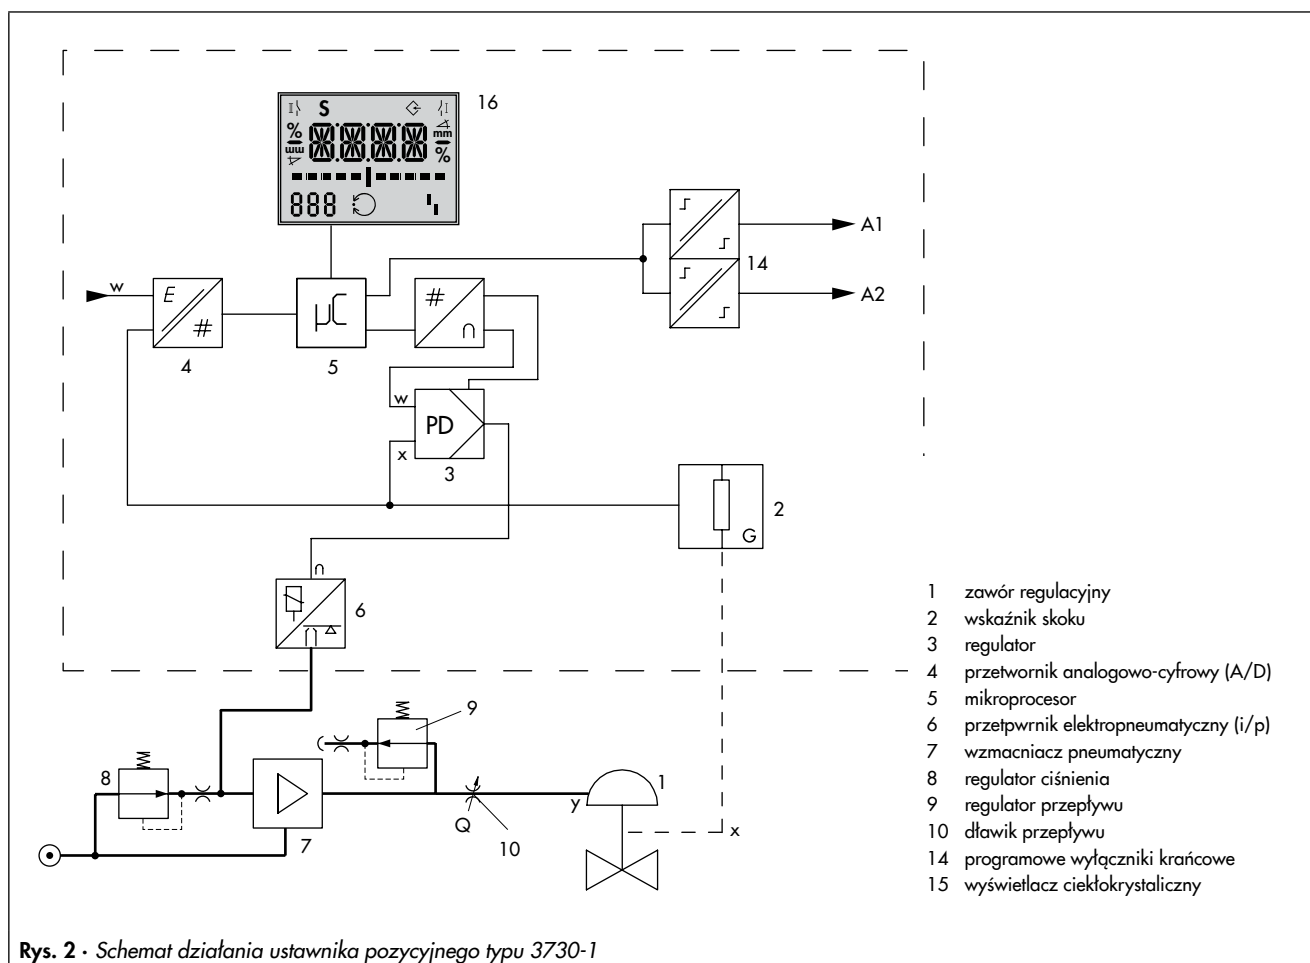 16
S
%
mm
888
mm
%
A1
14
A2
w
E
#
4
µC
5
#
∩
w
PD
x
3
2
G
∩
6
9
8
7
Q
10
y
1
x
1 zawór regulacyjny
2 wskaźnik skoku
3 regulator
4 przetwornik analogowo-cyfrowy (A/D)
5 mikroprocesor
6 przetpwrnik elektropneumatyczny (i/p)
7 wzmacniacz pneumatyczny
8 regulator ciśnienia
9 regulator przepływu
10 dławik przepływu
14 programowe wyłączniki krańcowe
15 wyświetlacz ciekłokrystaliczny
Rys. 2 · Schemat działania ustawnika pozycyjnego typu 3730-1